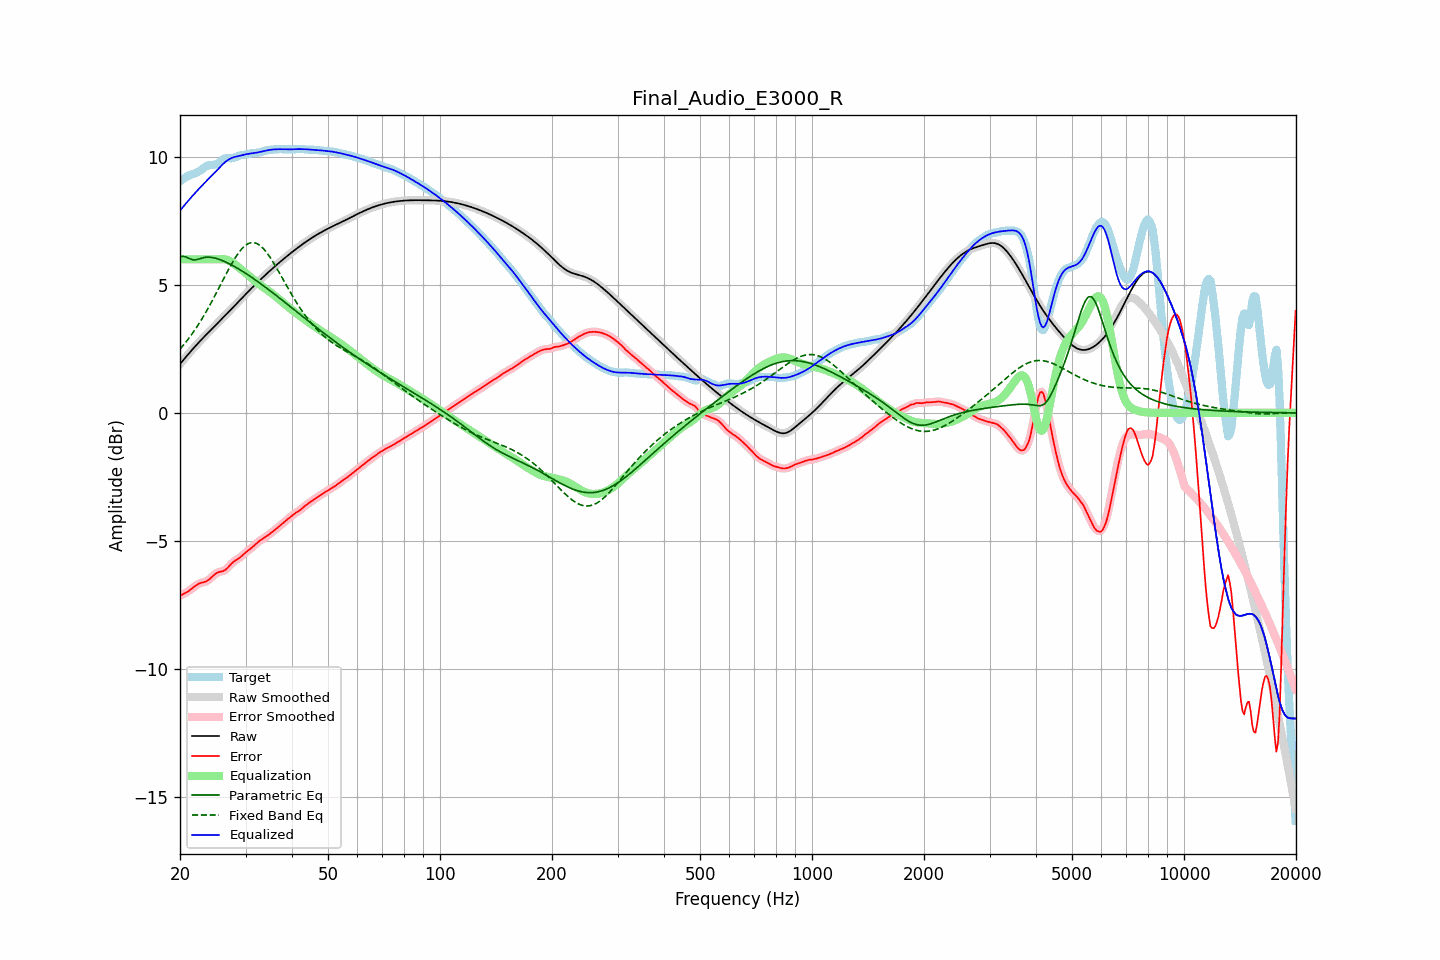 Final_Audio_E3000_R
10
5
0
−5
−10
−15
Amplitude (dBr)
Target
Raw Smoothed
Error Smoothed
Raw
Error
Equalization
Parametric Eq
Fixed Band Eq
Equalized
20 50 100 200 500 1000 2000 5000 10000 20000
Frequency (Hz)